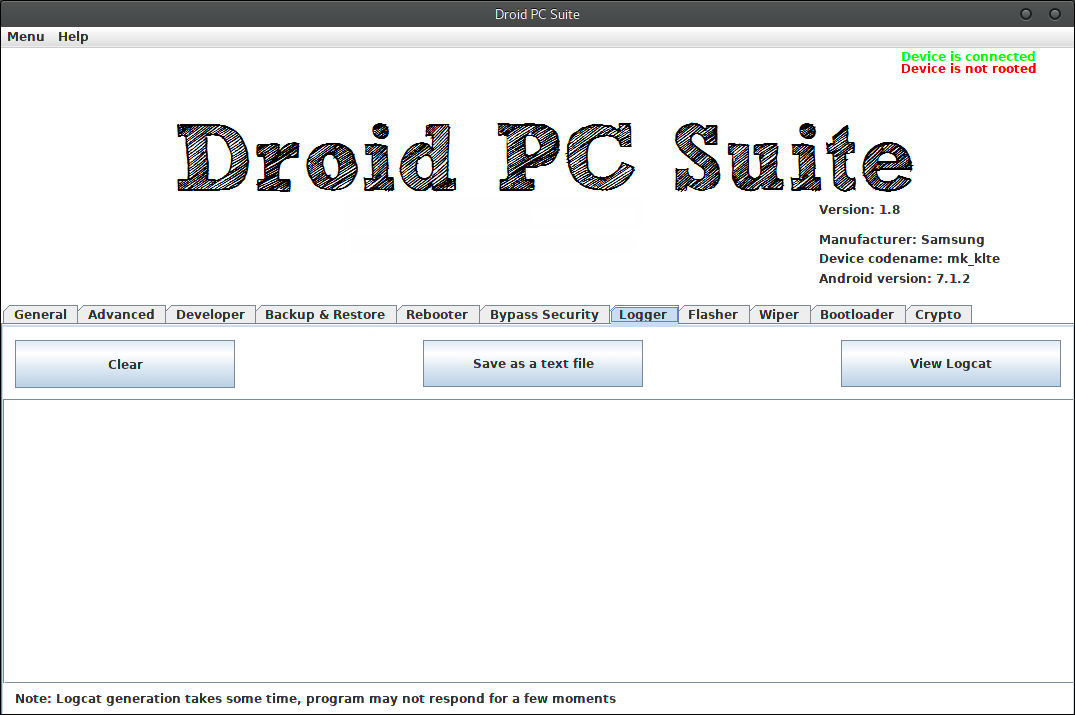 Droid PC Suite
Menu Help
Device is connected
Device is not rooted
Droid PC Suite
Version: 1.8
Manufacturer: Samsung
Device codename: mk_klte
Android version: 7.1.2
General Advanced Developer Backup & Restore Rebooter Bypass Security Logger Flasher Wiper Bootloader Crypto
Clear Save as a text file View Logcat
Note: Logcat generation takes some time, program may not respond for a few moments